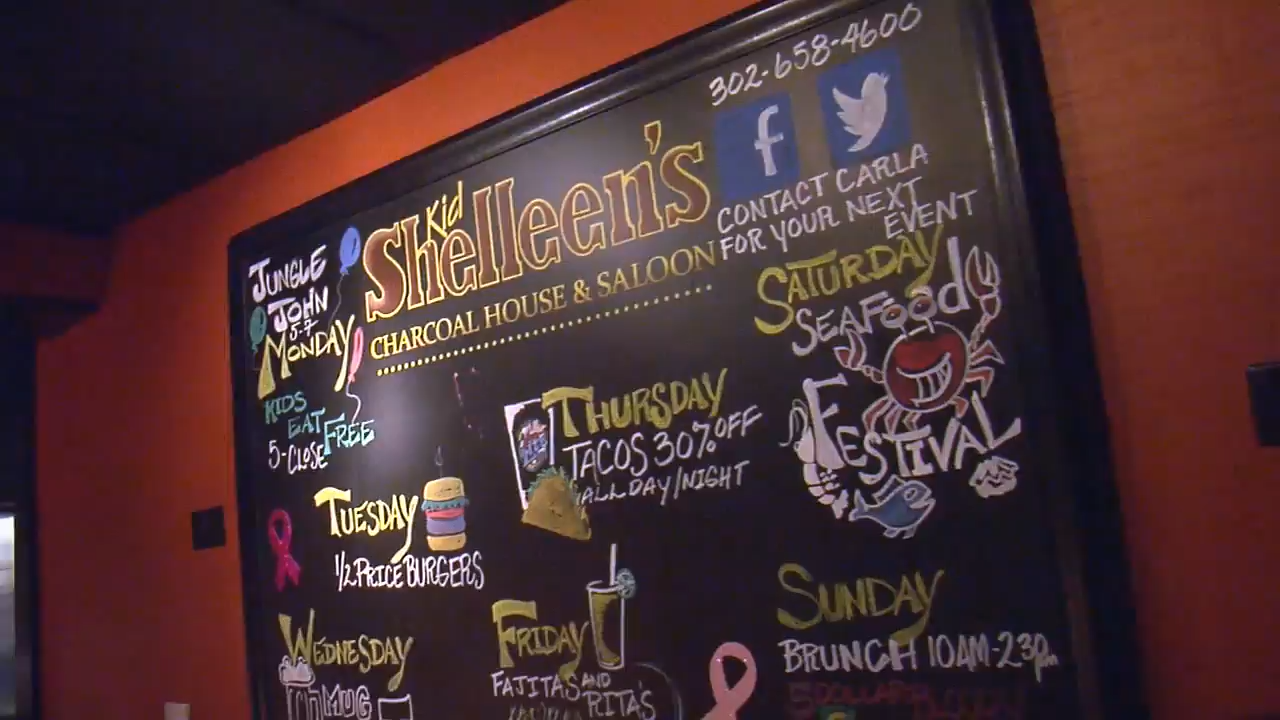 302-658-4600
f
Kid
Shelleen's
CHARCOAL HOUSE & SALOON
CONTACT CARLA
FOR YOUR NEXT
EVENT
JUNGLE
JOHN
5-7
MONDAY
KIDS
EAT FREE
5-CLOSE
TUESDAY
1/2 PRICE BURGERS
WEDNESDAY
MUG
THURSDAY
TACOS 30% OFF
ALL DAY/NIGHT
FRIDAY
FAJITAS AND
RITA'S
SATURDAY
SEAFOOD
FESTIVAL
SUNDAY
BRUNCH 10AM-2:30pm
5 DOLLAR